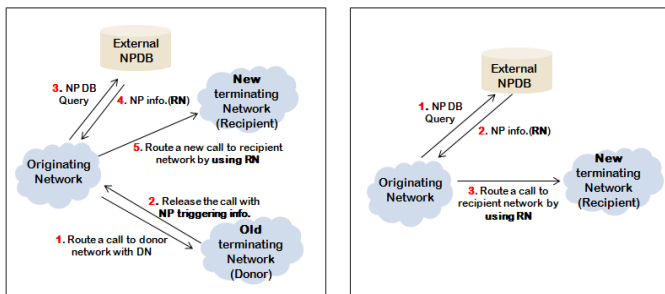 External
NPDB
3. NP DB
Query
4. NP info.(RN)
New
terminating
Network
(Recipient)
5. Route a new call to recipient
network by using RN
Originating
Network
2. Release the call with
NP triggering info.
1. Route a call to donor
network with DN
Old
terminating
Network
(Donor)
External
NPDB
1. NP DB
Query
2. NP info.(RN)
New
terminating
Network
(Recipient)
Originating
Network
3. Route a call to
recipient network by
using RN